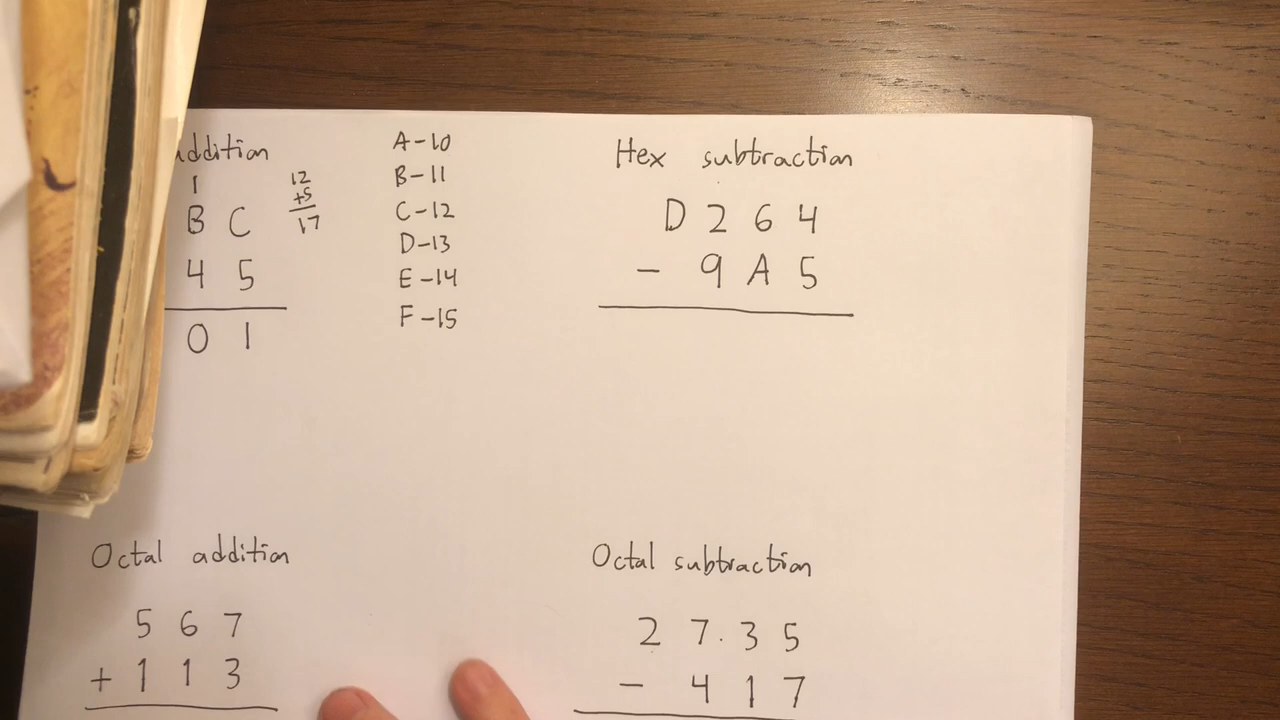 addition
1
B C
4 5
0 1
12
+5
17
A-10
B-11
C-12
D-13
E-14
F-15
Hex subtraction
D 2 6 4
- 9 A 5
Octal addition
5 6 7
+ 1 1 3
Octal subtraction
2 7.3 5
- 4 1 7